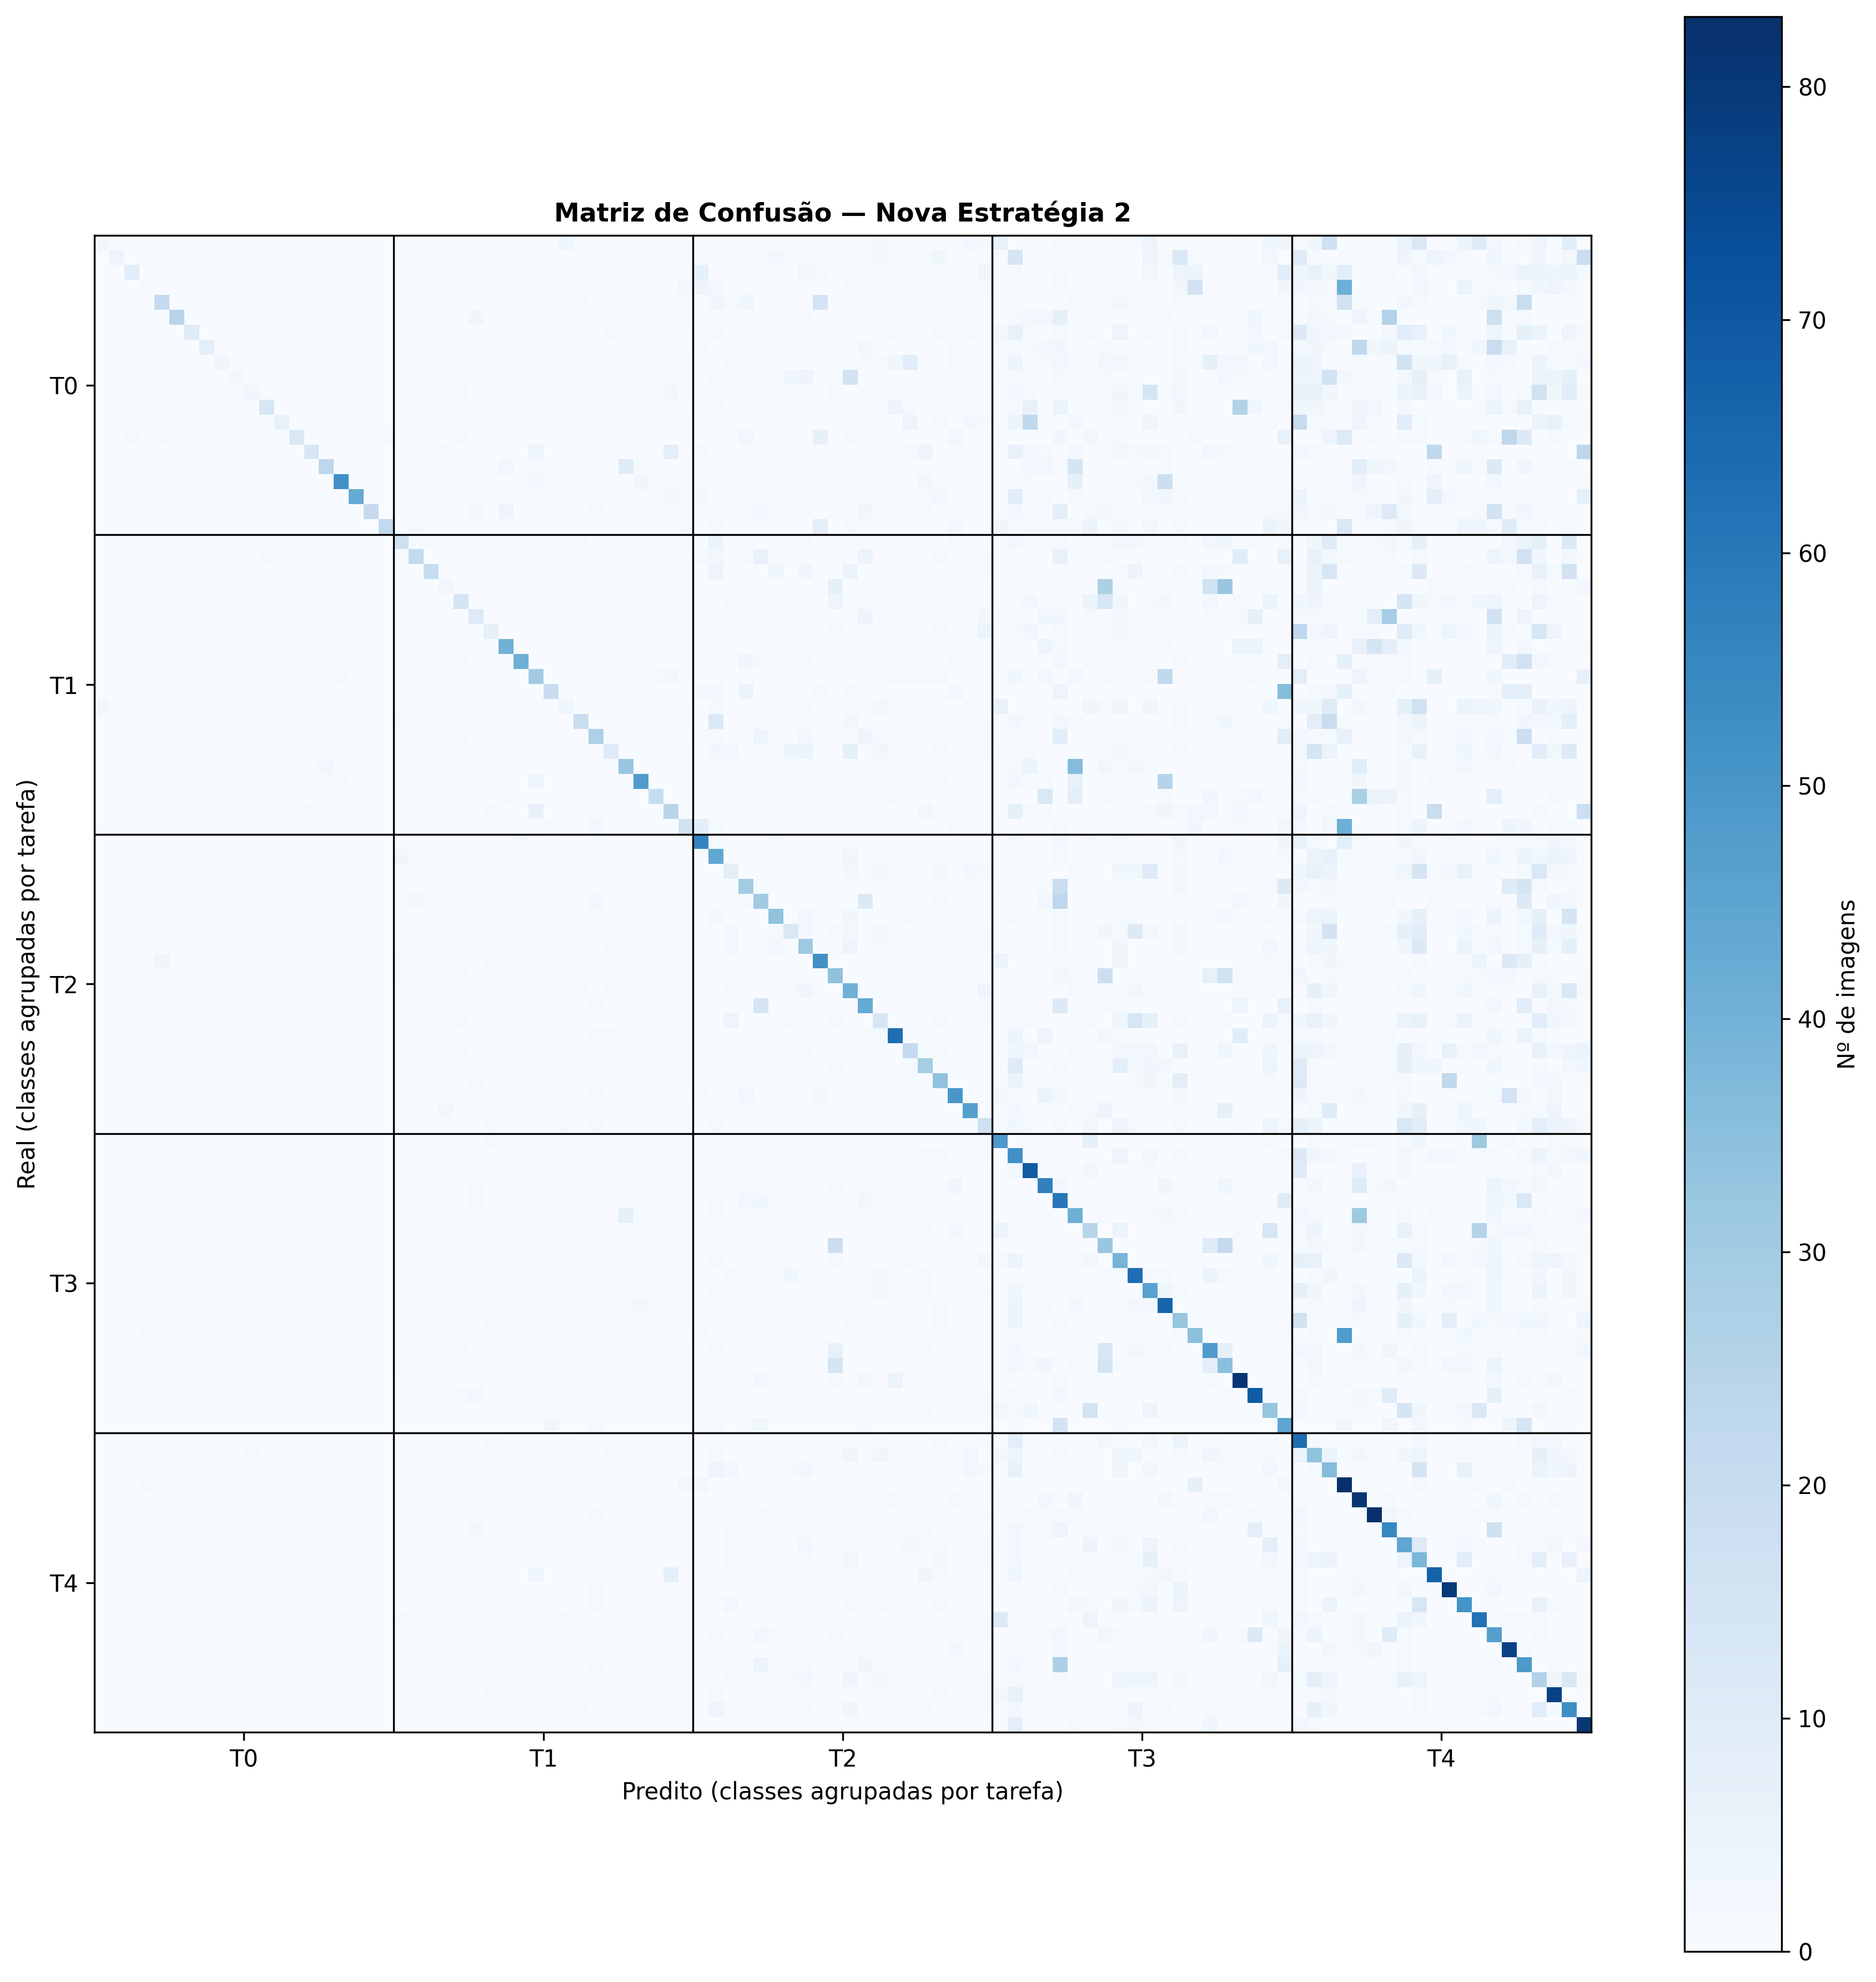 Matriz de Confusão — Nova Estratégia 2
Real (classes agrupadas por tarefa)
T0
T1
T2
T3
T4
T0 T1 T2 T3 T4
Predito (classes agrupadas por tarefa)
80
70
60
50
40
30
20
10
0
Nº de imagens